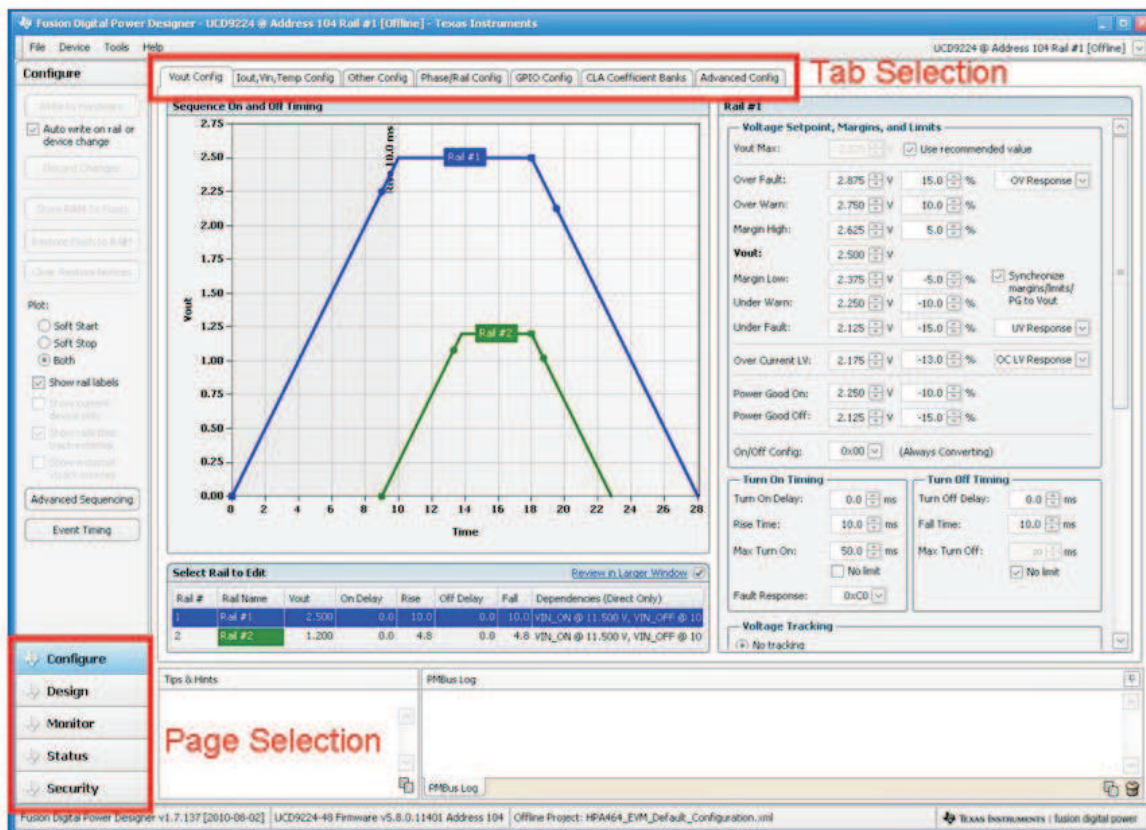 Fusion Digital Power Designer - UCD9224 @ Address 104 Rail #1 [Offline] - Texas Instruments
File Device Tools Help
UCD9224 @ Address 104 Rail #1 [Offline]
Configure
Auto write on rail or
device change
Discard Changes
Store RAM To Flash
Restore Flash to RAM
Plot:
Soft Start
Soft Stop
Both
Show rail labels
Show current
device only
Advanced Sequencing
Event Timing
Configure
Design
Monitor
Status
Security
Vout Config Iout,Vin,Temp Config Other Config Phase/Rail Config GPIO Config CLA Coefficient Banks Advanced Config
Tab Selection
Sequence On and Off Timing
2.75
2.50
2.25
2.00
1.75
1.50
1.25
1.00
0.75
0.50
0.25
0.00
Vout
Rise 10.0 ms
Rail #1
Rail #2
0 2 4 6 8 10 12 14 16 18 20 22 24 26 28
Time
Select Rail to Edit
Review in Larger Window
Rail # Rail Name Vout On Delay Rise Off Delay Fall Dependencies (Direct Only)
1 Rail #1 2.500 0.0 10.0 0.0 10.0 VIN_ON @ 11.500 V, VIN_OFF @ 10
2 Rail #2 1.200 0.0 4.8 0.0 4.8 VIN_ON @ 11.500 V, VIN_OFF @ 10
Rail #1
Voltage Setpoint, Margins, and Limits
Vout Max: V Use recommended value
Over Fault: 2.875 V 15.0 % OV Response
Over Warn: 2.750 V 10.0 %
Margin High: 2.625 V 5.0 %
Vout: 2.500 V
Margin Low: 2.375 V -5.0 % Synchronize
margins/limits/
PG to Vout
Under Warn: 2.250 V -10.0 %
Under Fault: 2.125 V -15.0 % UV Response
Over Current LV: 2.175 V -13.0 % OC LV Response
Power Good On: 2.250 V -10.0 %
Power Good Off: 2.125 V -15.0 %
On/Off Config: 0x00 (Always Converting)
Turn On Timing
Turn On Delay: 0.0 ms
Rise Time: 10.0 ms
Max Turn On: 50.0 ms
No limit
Fault Response: 0xC0
Turn Off Timing
Turn Off Delay: 0.0 ms
Fall Time: 10.0 ms
Max Turn Off: ms
No limit
Voltage Tracking
No tracking
Tips & Hints
Page Selection
PMBus Log
PMBus Log
Fusion Digital Power Designer v1.7.137 [2010-08-02] UCD9224-48 Firmware v5.8.0.11401 Address 104 Offline Project: HPA464_EVM_Default_Configuration.xml TEXAS INSTRUMENTS | fusion digital power